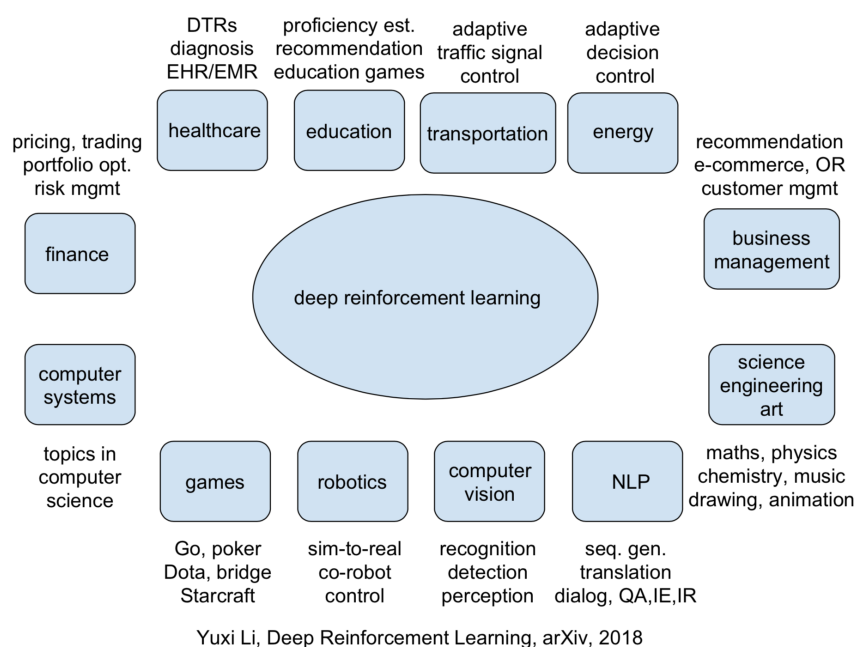 DTRs
diagnosis
EHR/EMR
healthcare
proficiency est.
recommendation
education games
education
adaptive
traffic signal
control
transportation
adaptive
decision
control
energy
pricing, trading
portfolio opt.
risk mgmt
finance
recommendation
e-commerce, OR
customer mgmt
business
management
deep reinforcement learning
computer
systems
topics in
computer
science
science
engineering
art
maths, physics
chemistry, music
drawing, animation
games
Go, poker
Dota, bridge
Starcraft
robotics
sim-to-real
co-robot
control
computer
vision
recognition
detection
perception
NLP
seq. gen.
translation
dialog, QA,IE,IR
Yuxi Li, Deep Reinforcement Learning, arXiv, 2018